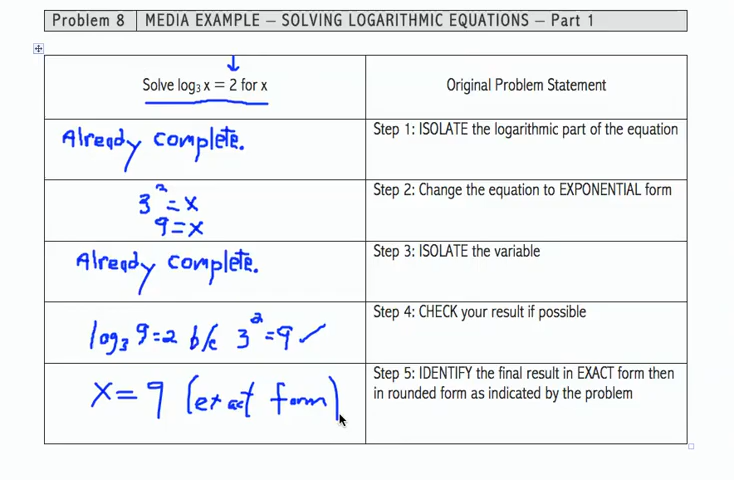 Problem 8 MEDIA EXAMPLE – SOLVING LOGARITHMIC EQUATIONS – Part 1
Solve log₃ x = 2 for x
Original Problem Statement
Already complete.
Step 1: ISOLATE the logarithmic part of the equation
3² = x
9 = x
Step 2: Change the equation to EXPONENTIAL form
Already complete.
Step 3: ISOLATE the variable
log₃ 9 = 2 b/c 3² = 9 ✓
Step 4: CHECK your result if possible
x = 9 (exact form)
Step 5: IDENTIFY the final result in EXACT form then
in rounded form as indicated by the problem